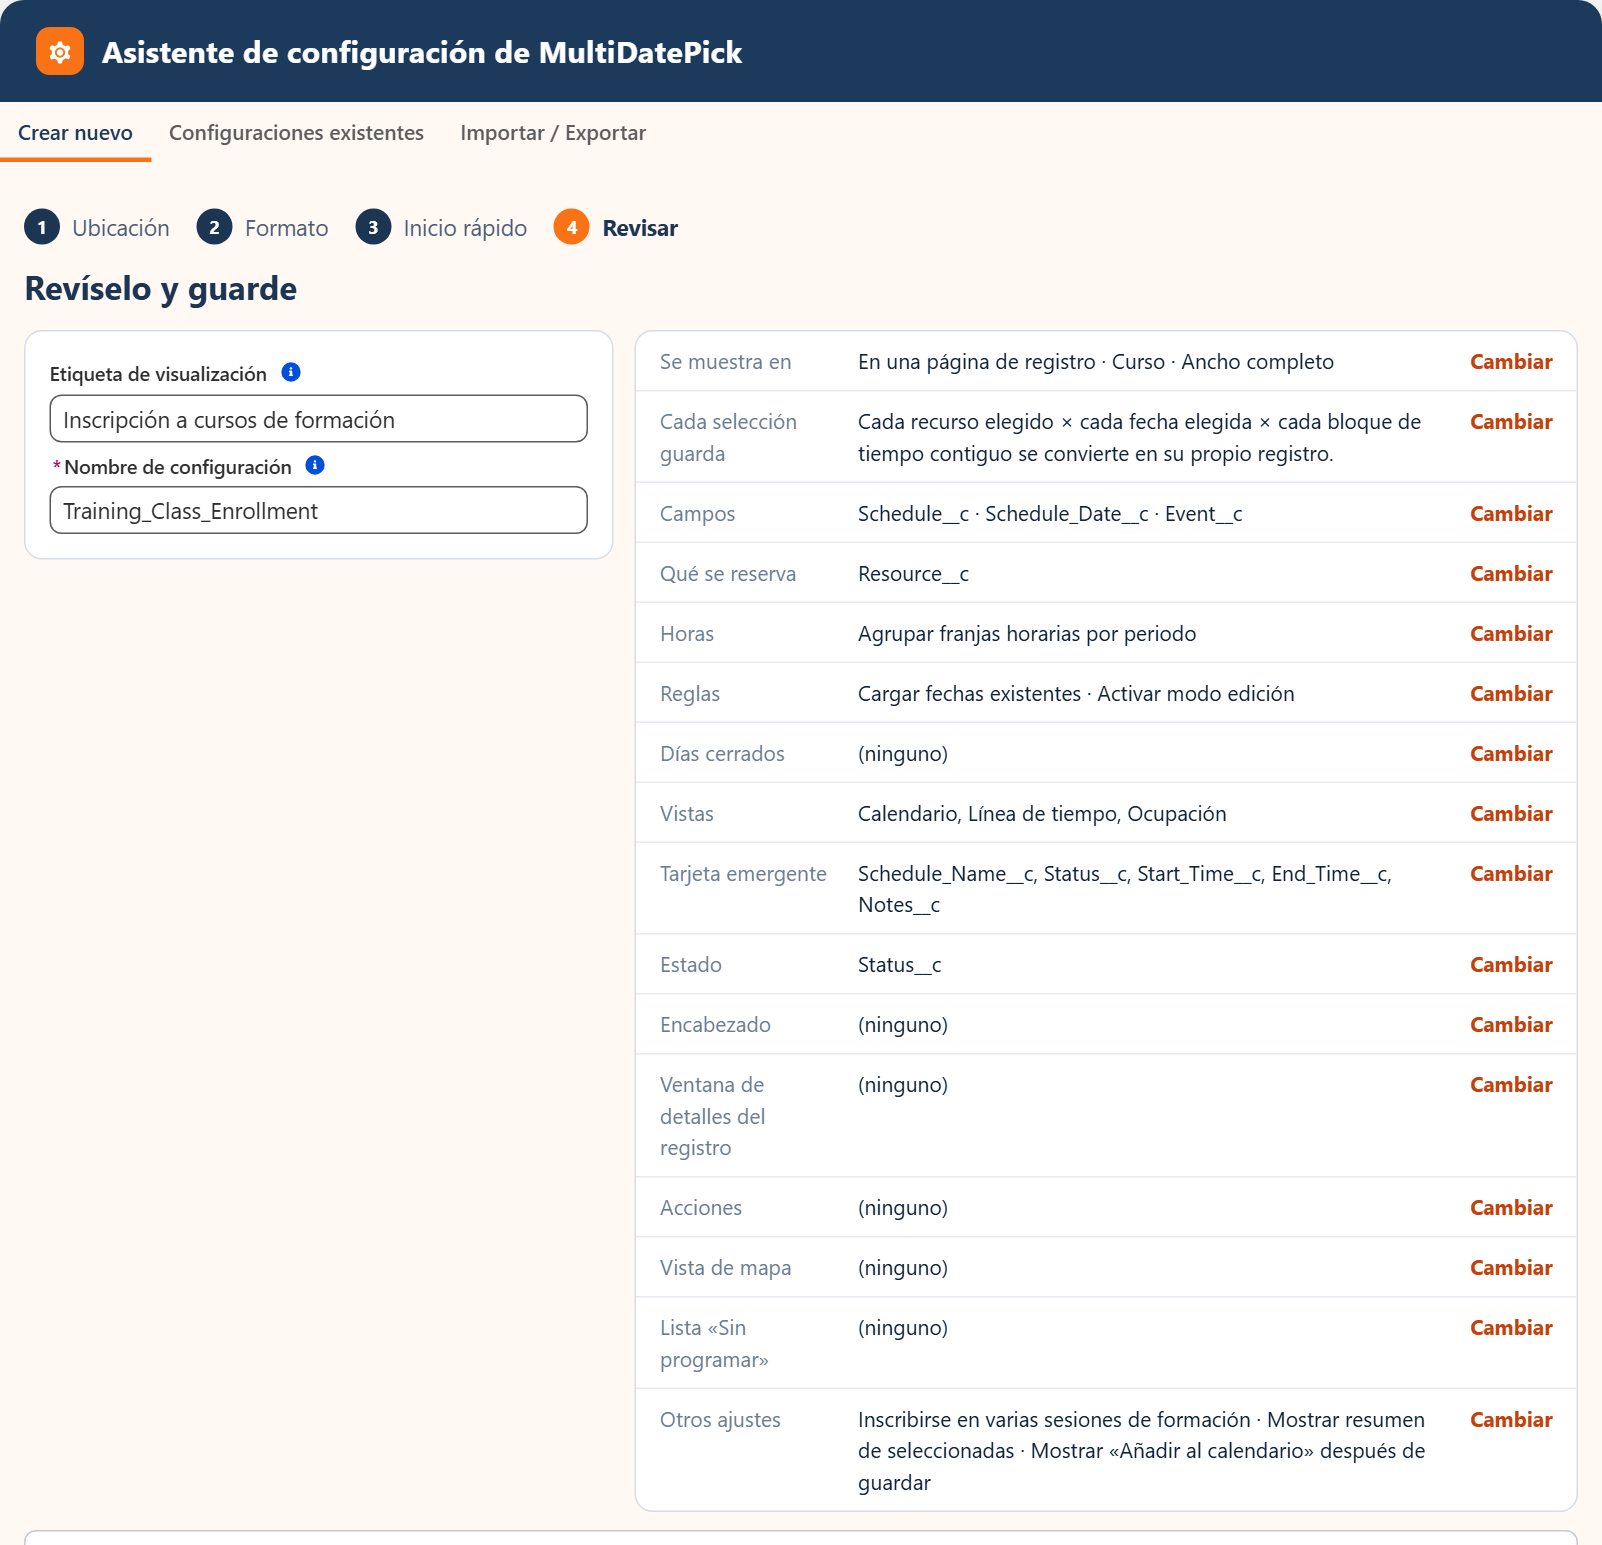 Asistente de configuración de MultiDatePick
Crear nuevo
Configuraciones existentes
Importar / Exportar
1 Ubicación
2 Formato
3 Inicio rápido
4 Revisar
Revíselo y guarde
Etiqueta de visualización
Inscripción a cursos de formación
*Nombre de configuración
Training_Class_Enrollment
Se muestra en
En una página de registro · Curso · Ancho completo
Cambiar
Cada selección
guarda
Cada recurso elegido × cada fecha elegida × cada bloque de
tiempo contiguo se convierte en su propio registro.
Cambiar
Campos
Schedule__c · Schedule_Date__c · Event__c
Cambiar
Qué se reserva
Resource__c
Cambiar
Horas
Agrupar franjas horarias por periodo
Cambiar
Reglas
Cargar fechas existentes · Activar modo edición
Cambiar
Días cerrados
(ninguno)
Cambiar
Vistas
Calendario, Línea de tiempo, Ocupación
Cambiar
Tarjeta emergente
Schedule_Name__c, Status__c, Start_Time__c, End_Time__c,
Notes__c
Cambiar
Estado
Status__c
Cambiar
Encabezado
(ninguno)
Cambiar
Ventana de
detalles del
registro
(ninguno)
Cambiar
Acciones
(ninguno)
Cambiar
Vista de mapa
(ninguno)
Cambiar
Lista «Sin
programar»
(ninguno)
Cambiar
Otros ajustes
Inscribirse en varias sesiones de formación · Mostrar resumen
de seleccionadas · Mostrar «Añadir al calendario» después de
guardar
Cambiar